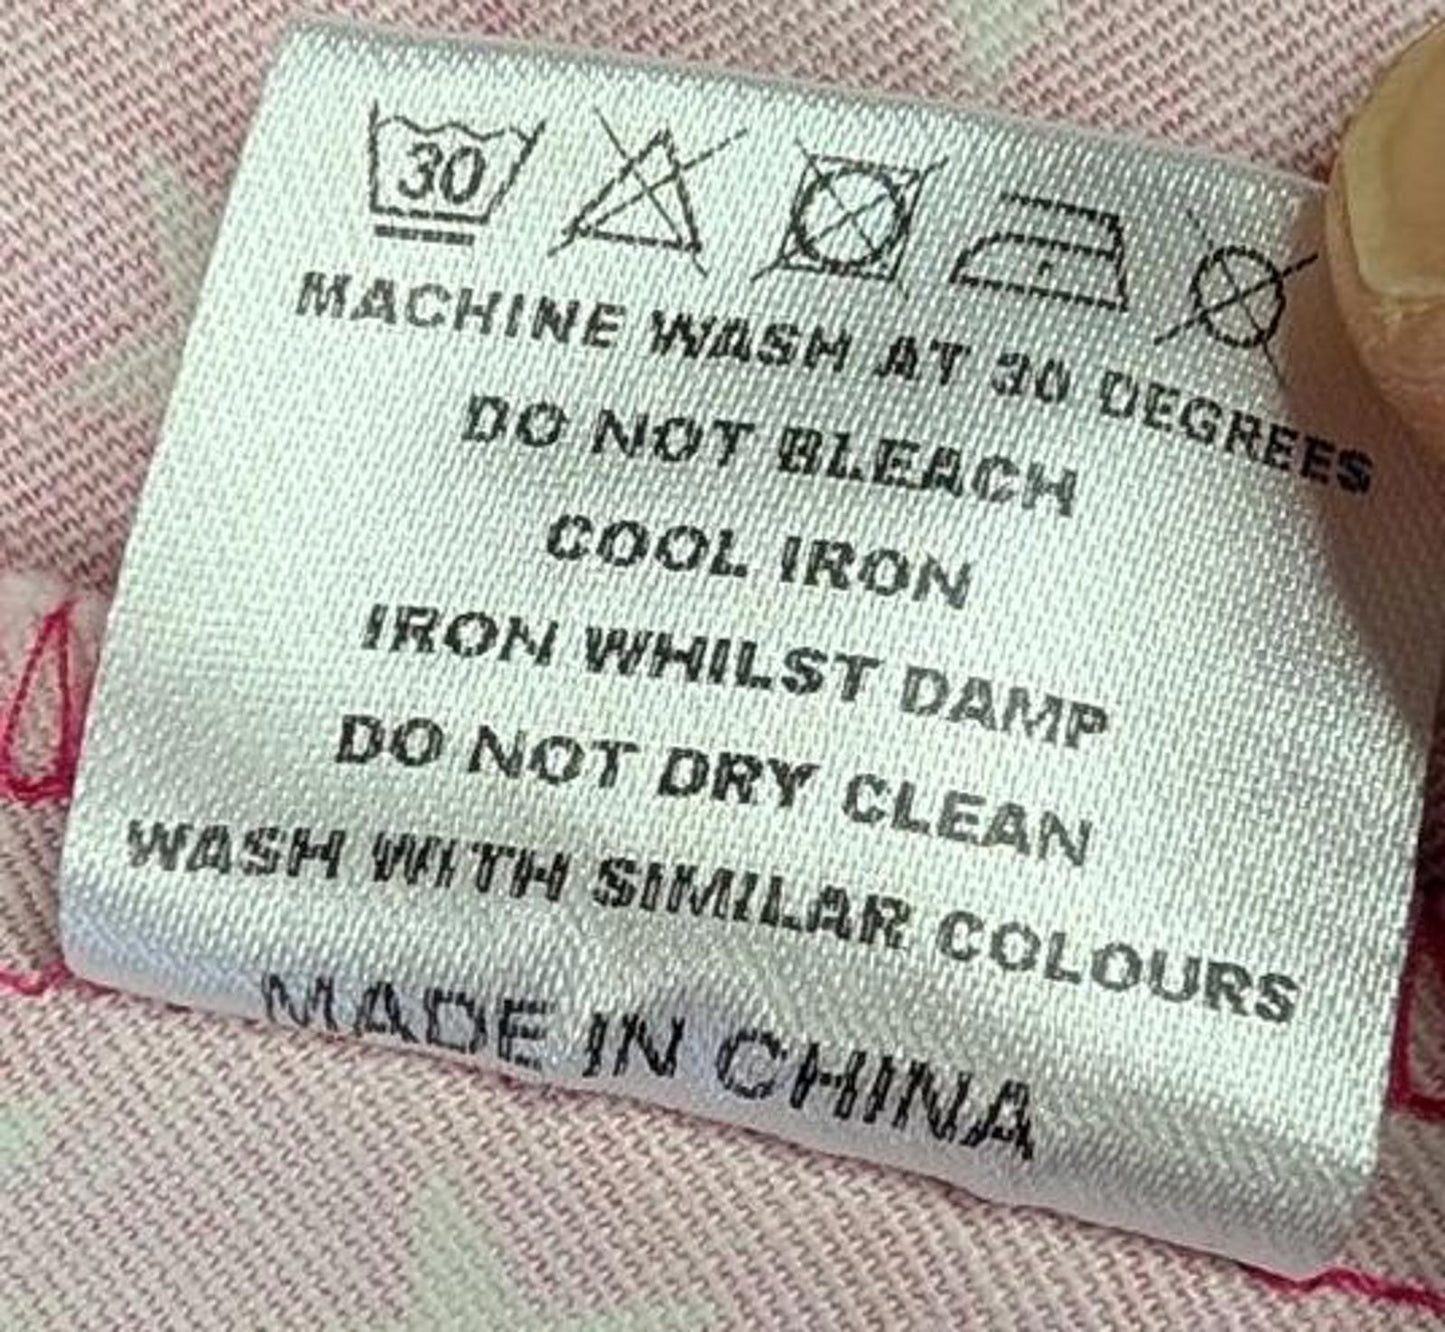 30
MACHINE WASH AT 30 DEGREES
DO NOT BLEACH
COOL IRON
IRON WHILST DAMP
DO NOT DRY CLEAN
WASH WITH SIMILAR COLOURS
MADE IN CHINA